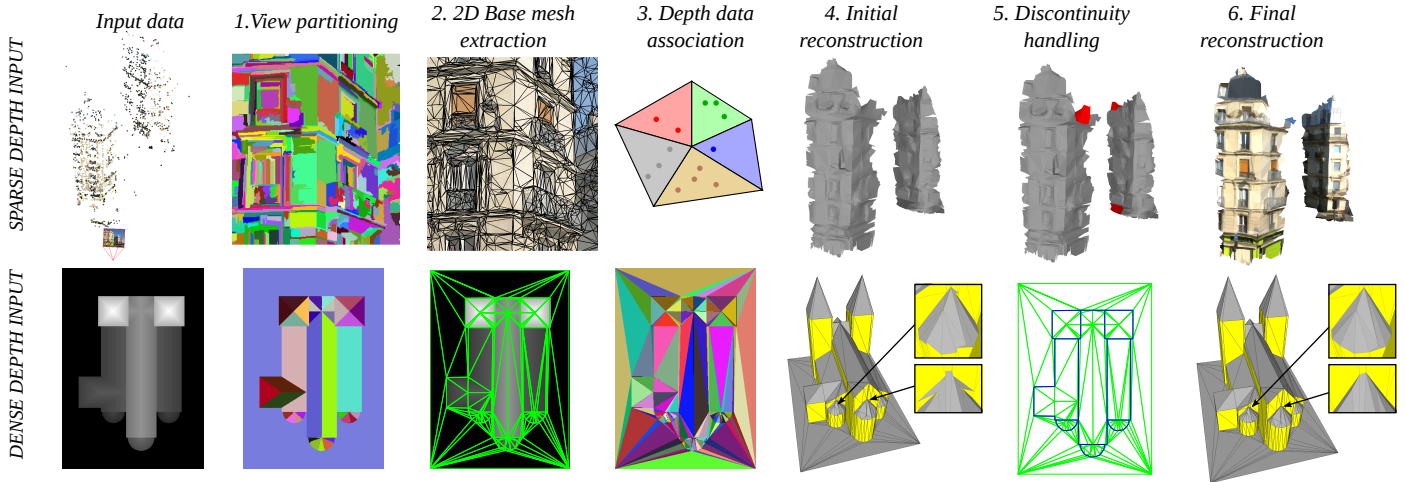 Input data
1.View partitioning
2. 2D Base mesh
extraction
3. Depth data
association
4. Initial
reconstruction
5. Discontinuity
handling
6. Final
reconstruction
SPARSE DEPTH INPUT
DENSE DEPTH INPUT